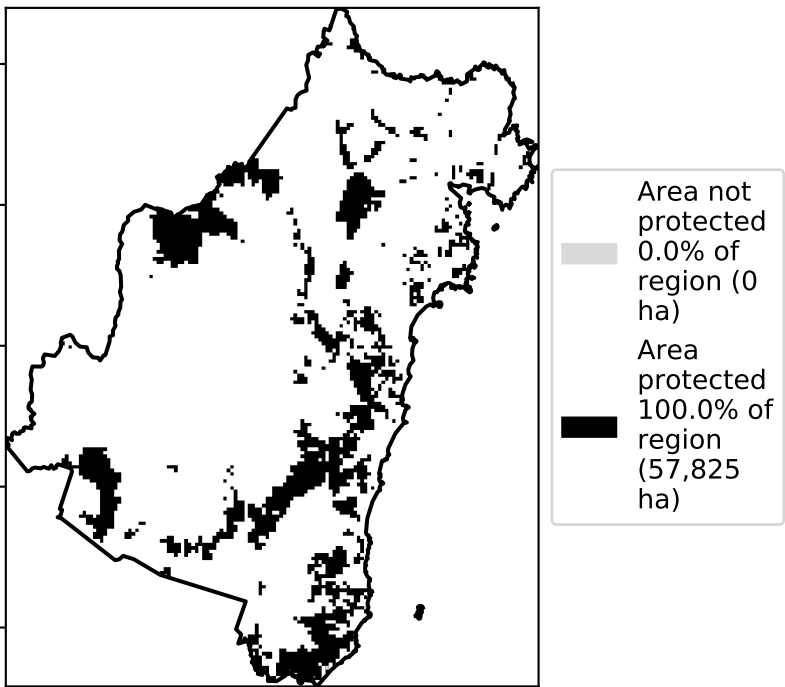 Area not
protected
0.0% of
region (0
ha)
Area
protected
100.0% of
region
(57,825
ha)